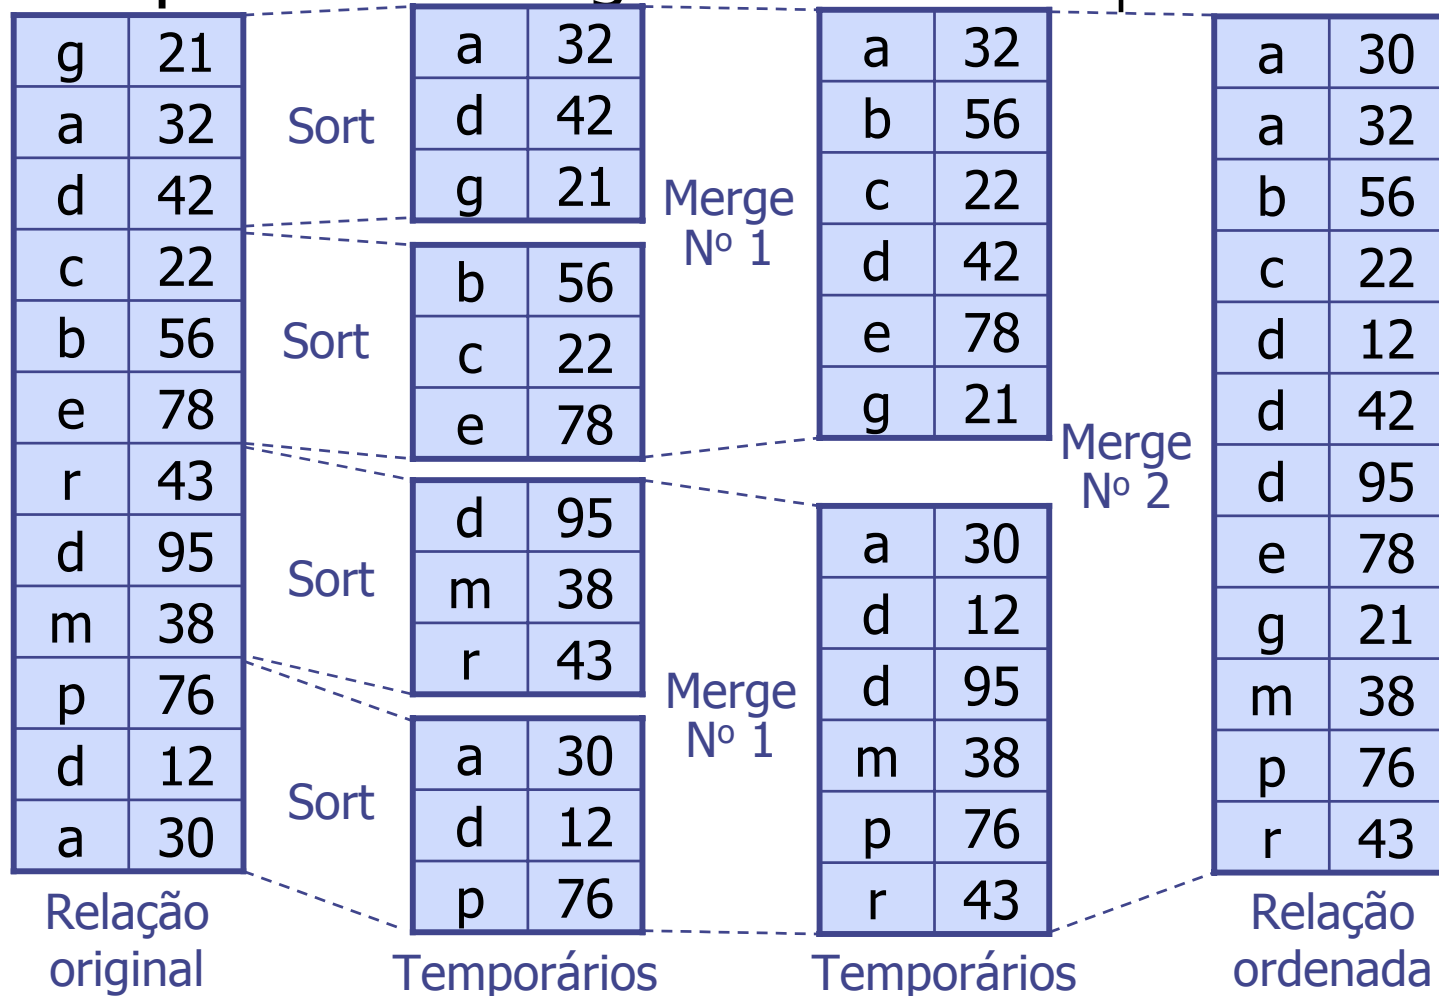 g 21
a 32
d 42
c 22
b 56
e 78
r 43
d 95
m 38
p 76
d 12
a 30
Relação
original
Sort
Sort
Sort
Sort
a 32
d 42
g 21
b 56
c 22
e 78
d 95
m 38
r 43
a 30
d 12
p 76
Temporários
Merge
Nº 1
Merge
Nº 1
a 32
b 56
c 22
d 42
e 78
g 21
a 30
d 12
d 95
m 38
p 76
r 43
Temporários
Merge
Nº 2
a 30
a 32
b 56
c 22
d 12
d 42
d 95
e 78
g 21
m 38
p 76
r 43
Relação
ordenada